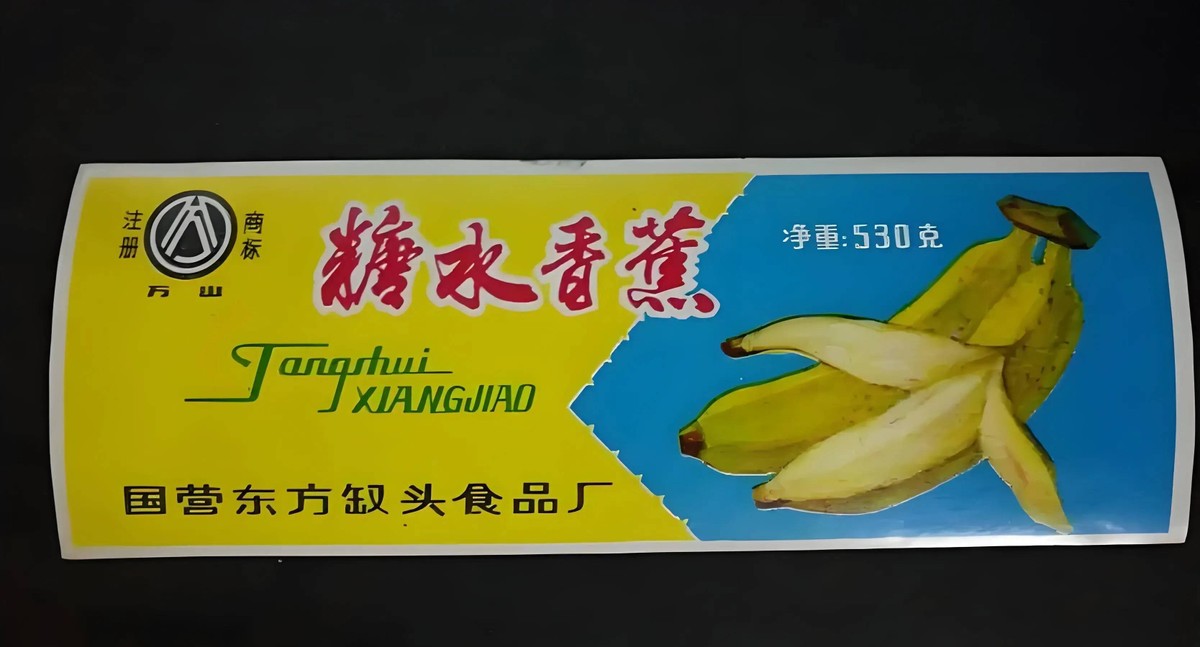 注册 商标
万山
糖水香蕉
净重:530克
Tangshui
XIANGJIAO
国营东方缸头食品厂